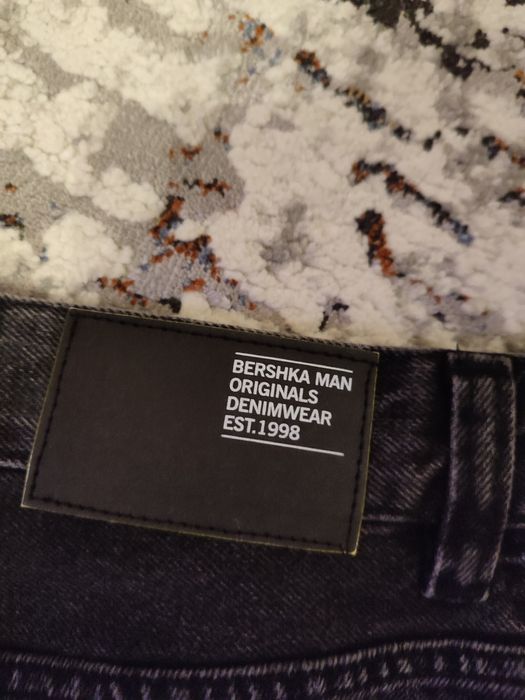 BERSHKA MAN
ORIGINALS
DENIMWEAR
EST.1998